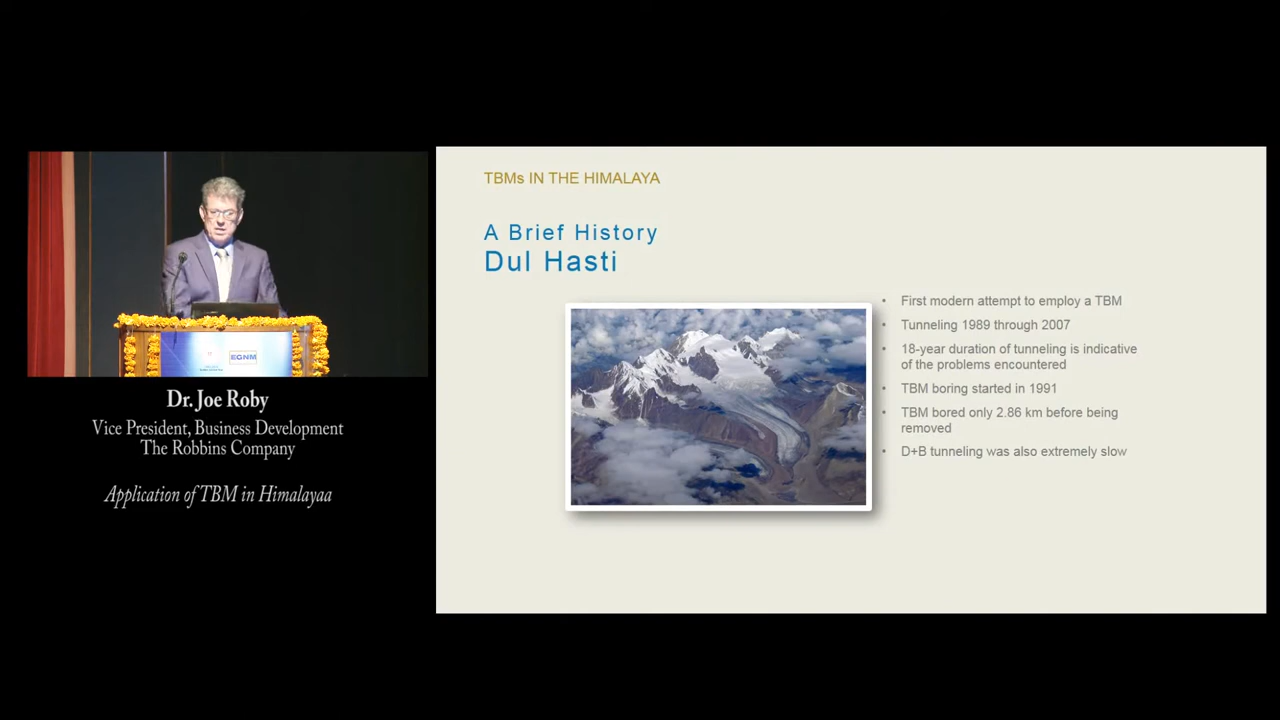 TBMs IN THE HIMALAYA
A Brief History
Dul Hasti
• First modern attempt to employ a TBM
• Tunneling 1989 through 2007
• 18-year duration of tunneling is indicative
of the problems encountered
• TBM boring started in 1991
• TBM bored only 2.86 km before being
removed
• D+B tunneling was also extremely slow
EGNM
Dr. Joe Roby
Vice President, Business Development
The Robbins Company
Application of TBM in Himalayaa